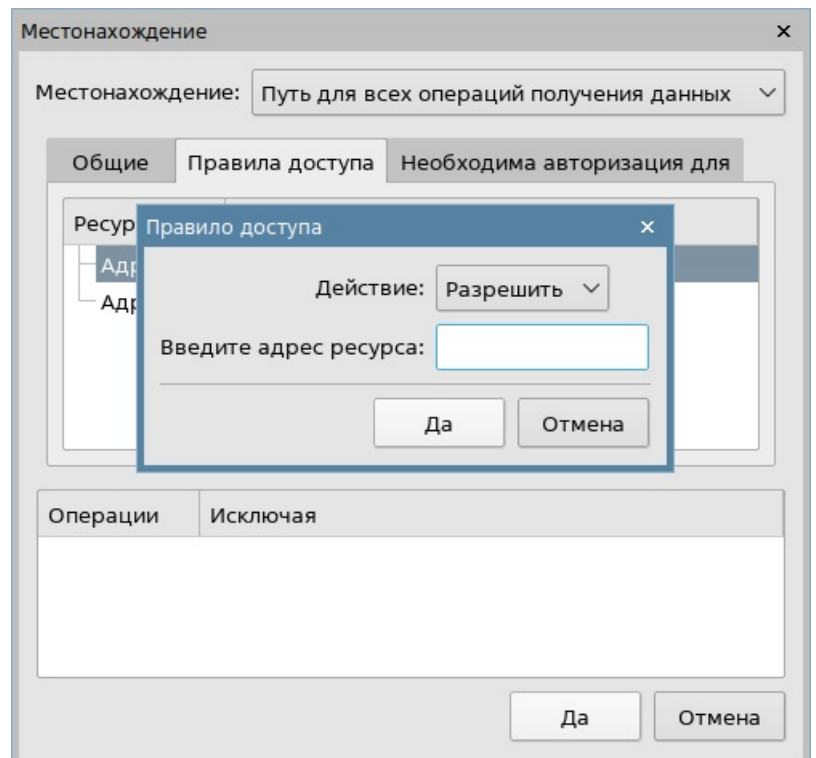 Местонахождение
Местонахождение: Путь для всех операций получения данных
Общие Правила доступа Необходима авторизация для
Правило доступа
Действие: Разрешить
Введите адрес ресурса:
Да Отмена
Операции Исключая
Да Отмена